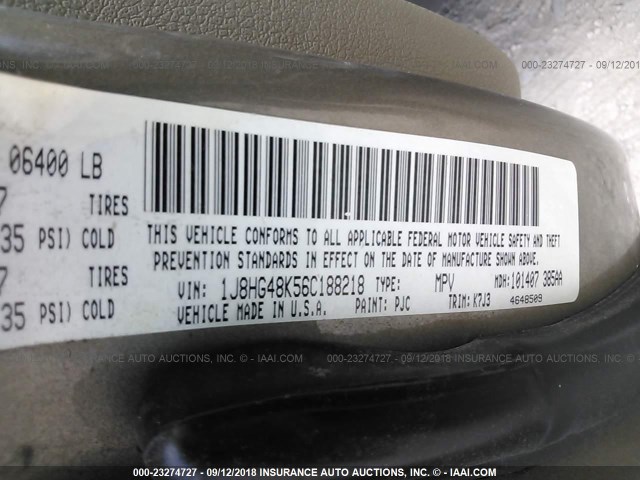 000-23274727 - 09/12/2018 INSURANCE AUTO AUCTIONS, INC. - © IAAI.COM
06400 LB
7 TIRES
35 PSI) COLD
7 TIRES
35 PSI) COLD
THIS VEHICLE CONFORMS TO ALL APPLICABLE FEDERAL MOTOR VEHICLE SAFETY AND THEFT
PREVENTION STANDARDS IN EFFECT ON THE DATE OF MANUFACTURE SHOWN ABOVE.
VIN: 1J8HG48K56C188218 TYPE: MPV MDH: 101407 385AA
VEHICLE MADE IN U.S.A. PAINT: PJC TRIM: K7J3 4648509
000-23274727 - 09/12/2018 INSURANCE AUTO AUCTIONS, INC. - © IAAI.COM
000-23274727 - 09/12/2018 INSURANCE AUTO AUCTIONS, INC. - © IAAI.COM